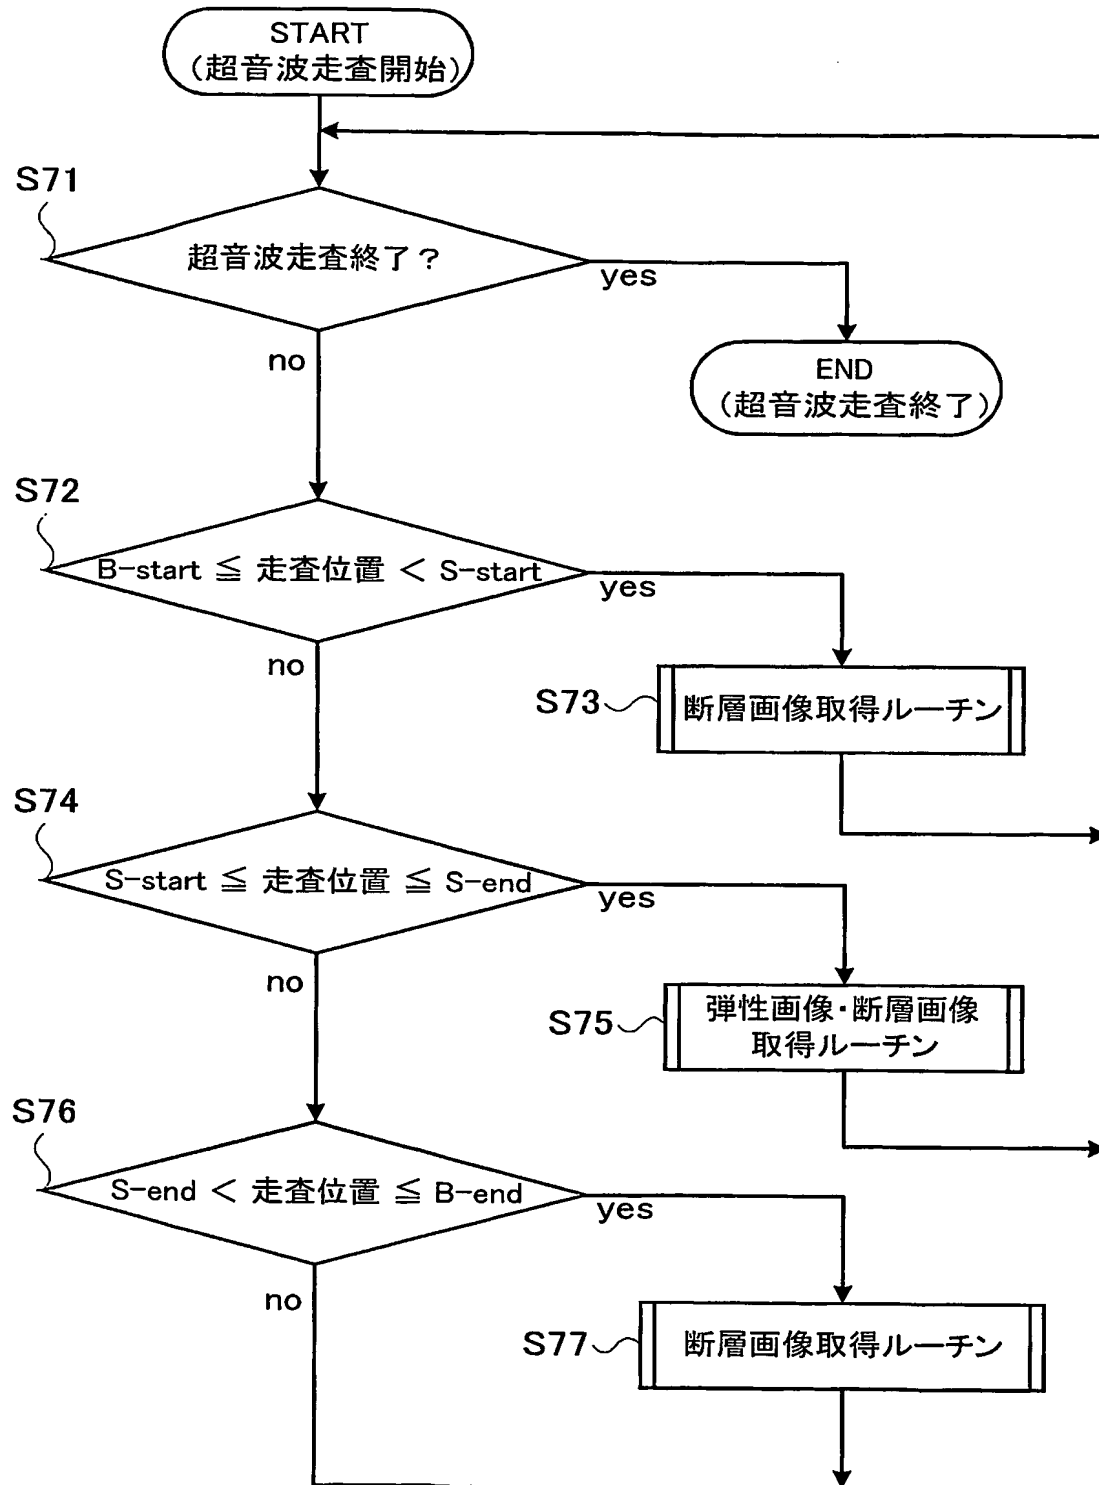 START
(超音波走査開始)
S71
超音波走査終了?
yes
no
END
(超音波走査終了)
S72
B-start ≦ 走査位置 < S-start
yes
no
S73
断層画像取得ルーチン
S74
S-start ≦ 走査位置 ≦ S-end
yes
no
S75
弾性画像・断層画像
取得ルーチン
S76
S-end < 走査位置 ≦ B-end
yes
no
S77
断層画像取得ルーチン